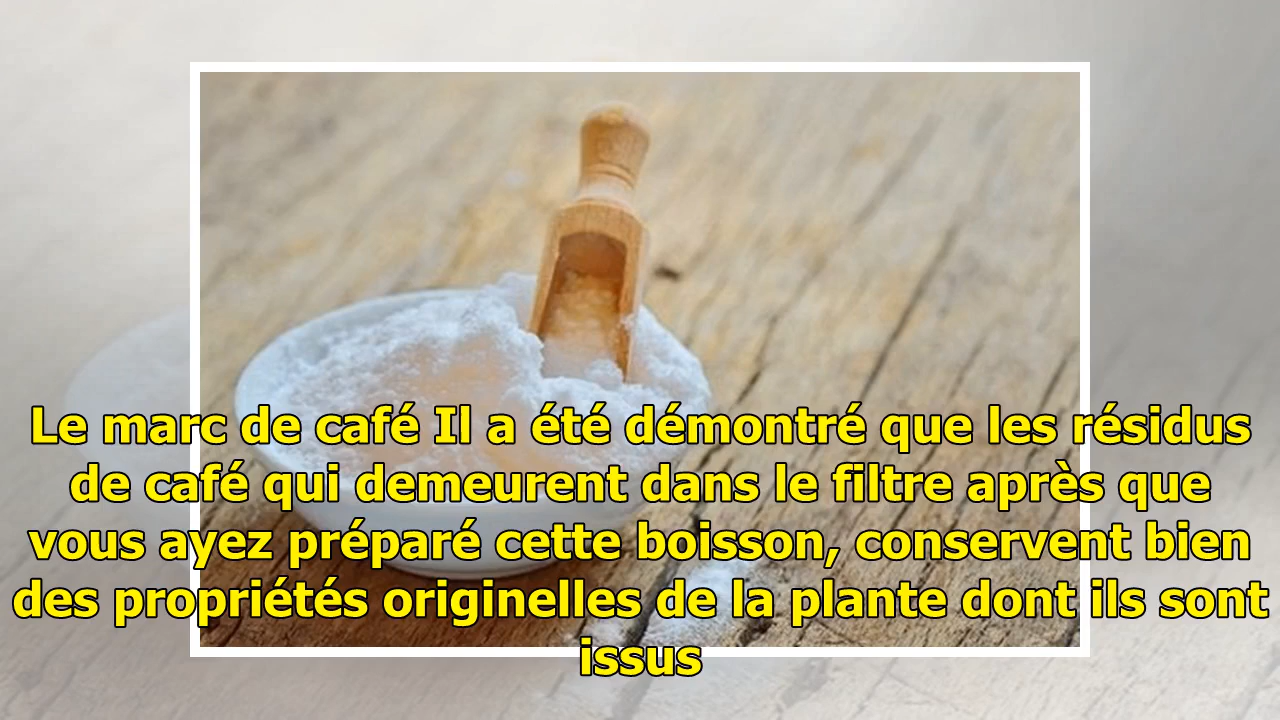 Le marc de café Il a été démontré que les résidus
de café qui demeurent dans le filtre après que
vous ayez préparé cette boisson, conservent bien
des propriétés originelles de la plante dont ils sont
issus